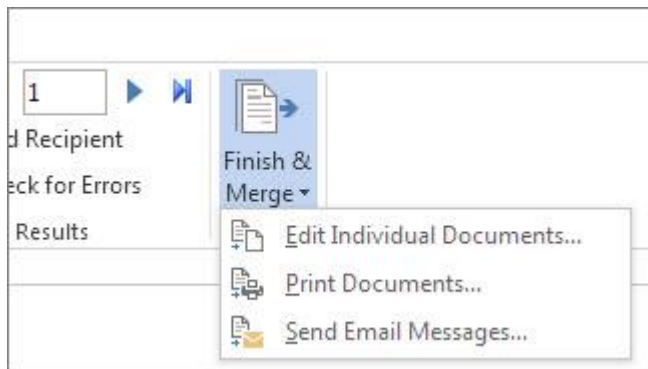 1
d Recipient
eck for Errors
Results
Finish &
Merge
Edit Individual Documents...
Print Documents...
Send Email Messages...